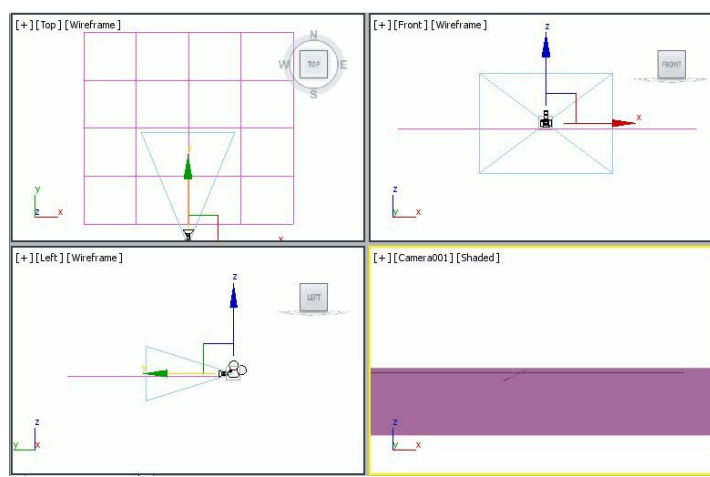 [+] [Top] [Wireframe]
N
W TOP E
S
y
y
z x
x
[+] [Front] [Wireframe]
z
FRONT
x
z
y x
[+] [Left] [Wireframe]
z
LEFT
y
z
y x
[+] [Camera001] [Shaded]
z
y x